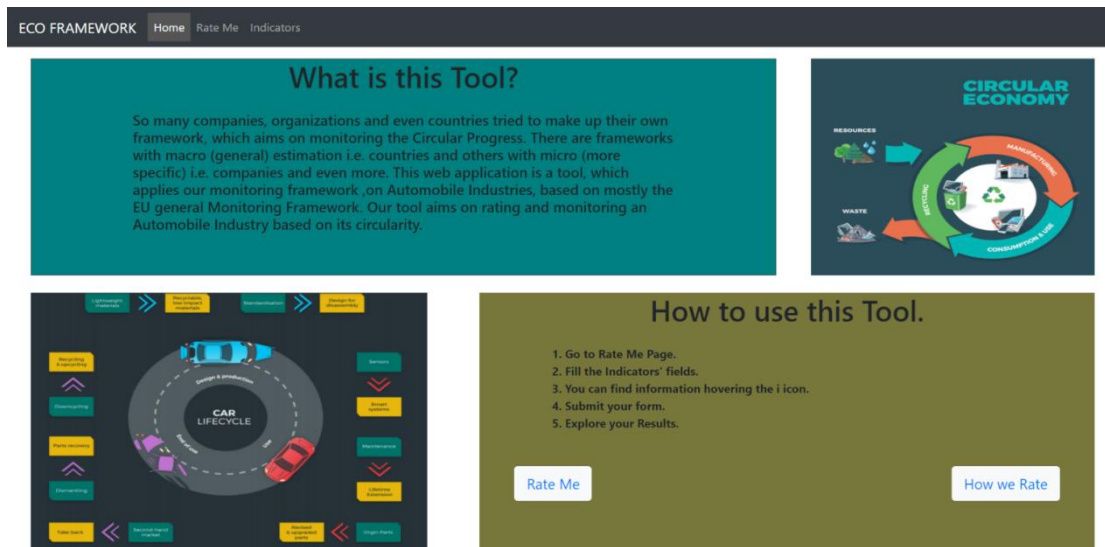 ECO FRAMEWORK Home Rate Me Indicators
What is this Tool?
So many companies, organizations and even countries tried to make up their own
framework, which aims on monitoring the Circular Progress. There are frameworks
with macro (general) estimation i.e. countries and others with micro (more
specific) i.e. companies and even more. This web application is a tool, which
applies our monitoring framework ,on Automobile Industries, based on mostly the
EU general Monitoring Framework. Our tool aims on rating and monitoring an
Automobile Industry based on its circularity.
CIRCULAR
ECONOMY
RESOURCES
MANUFACTURING
RECYCLING
WASTE
CONSUMPTION & USE
Lightweight
materials
Recyclable,
low impact
materials
Standardisation
Design for
disassembly
Recycling
& upcycling
Sensors
Design & production
Downcycling
CAR
LIFECYCLE
Smart
systems
Parts recovery
End of use
Use
Maintenance
Dismantling
Lifetime
Extension
Take back
Second-hand
market
Reused
& upgraded
parts
Virgin Parts
How to use this Tool.
1. Go to Rate Me Page.
2. Fill the Indicators' fields.
3. You can find information hovering the i icon.
4. Submit your form.
5. Explore your Results.
Rate Me
How we Rate